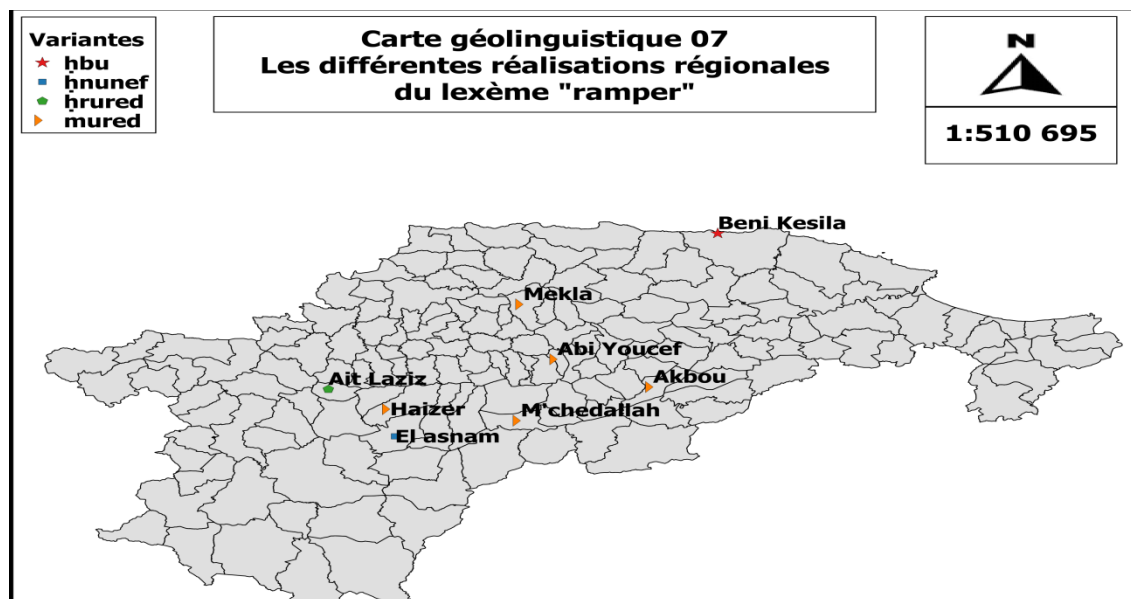 Variantes
ḥbu
ḥnunef
ḥrured
mured
Carte géolinguistique 07
Les différentes réalisations régionales
du lexème "ramper"
N
1:510 695
Beni Kesila
Mekla
Abi Youcef
Akbou
Ait Laziz
Haizer
M'chedallah
El asnam